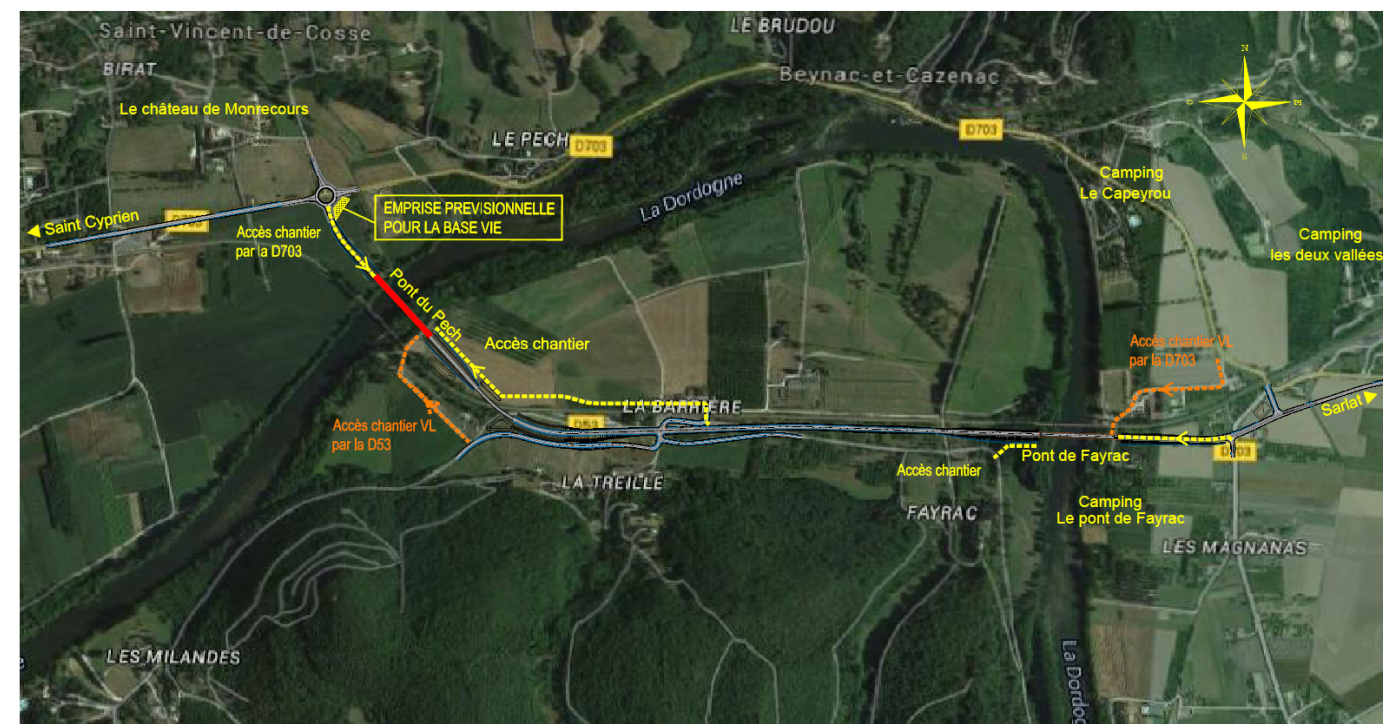 Saint-Vincent-de-Cosse
LE BRUDOU
BIRAT
Beynac-et-Cazenac
N
O
S
Le château de Monrecours
LE PECH
D703
D703
Camping
Le Capeyrou
La Dordogne
EMPRISE PREVISIONNELLE
POUR LA BASE VIE
Saint Cyprien
Accès chantier
par la D703
Camping
les deux vallées
Pont du Pech
Accès chantier
Accès chantier VL
par la D703
LA BARRIÈRE
D53
Sarlat
Accès chantier VL
par la D53
Pont de Fayrac
Accès chantier
LA TREILLE
Camping
Le pont de Fayrac
FAYRAC
LES MAGNANAS
LES MILANDES
La Dordog